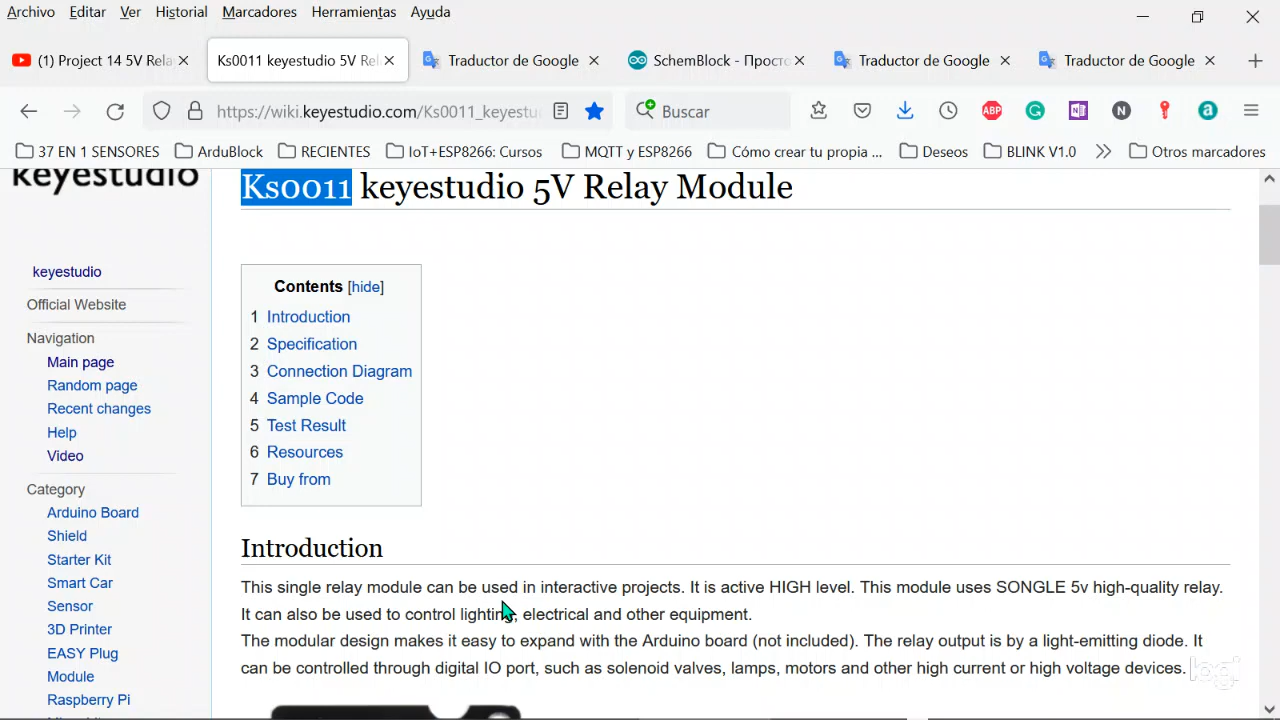 Archivo Editar Ver Historial Marcadores Herramientas Ayuda
(1) Project 14 5V Rela Ks0011 keyestudio 5V Rel Traductor de Google SchemBlock - Просто Traductor de Google Traductor de Google
https://wiki.keyestudio.com/Ks0011_keyestu Buscar ABP N N a
37 EN 1 SENSORES ArduBlock RECIENTES IoT+ESP8266: Cursos MQTT y ESP8266 Cómo crear tu propia ... Deseos BLINK V1.0 Otros marcadores
keyestudio
Ks0011 keyestudio 5V Relay Module
Contents [hide]
1 Introduction
2 Specification
3 Connection Diagram
4 Sample Code
5 Test Result
6 Resources
7 Buy from
keyestudio
Official Website
Navigation
Main page
Random page
Recent changes
Help
Video
Category
Arduino Board
Shield
Starter Kit
Smart Car
Sensor
3D Printer
EASY Plug
Module
Raspberry Pi
Introduction
This single relay module can be used in interactive projects. It is active HIGH level. This module uses SONGLE 5v high-quality relay.
It can also be used to control lighting, electrical and other equipment.
The modular design makes it easy to expand with the Arduino board (not included). The relay output is by a light-emitting diode. It
can be controlled through digital IO port, such as solenoid valves, lamps, motors and other high current or high voltage devices.